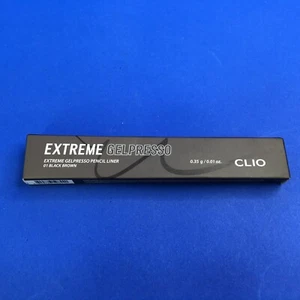 EXTREME GELPRESSO
EXTREME GELPRESSO PENCIL LINER
01 BLACK BROWN
0.35 g / 0.01 oz.
CLIO